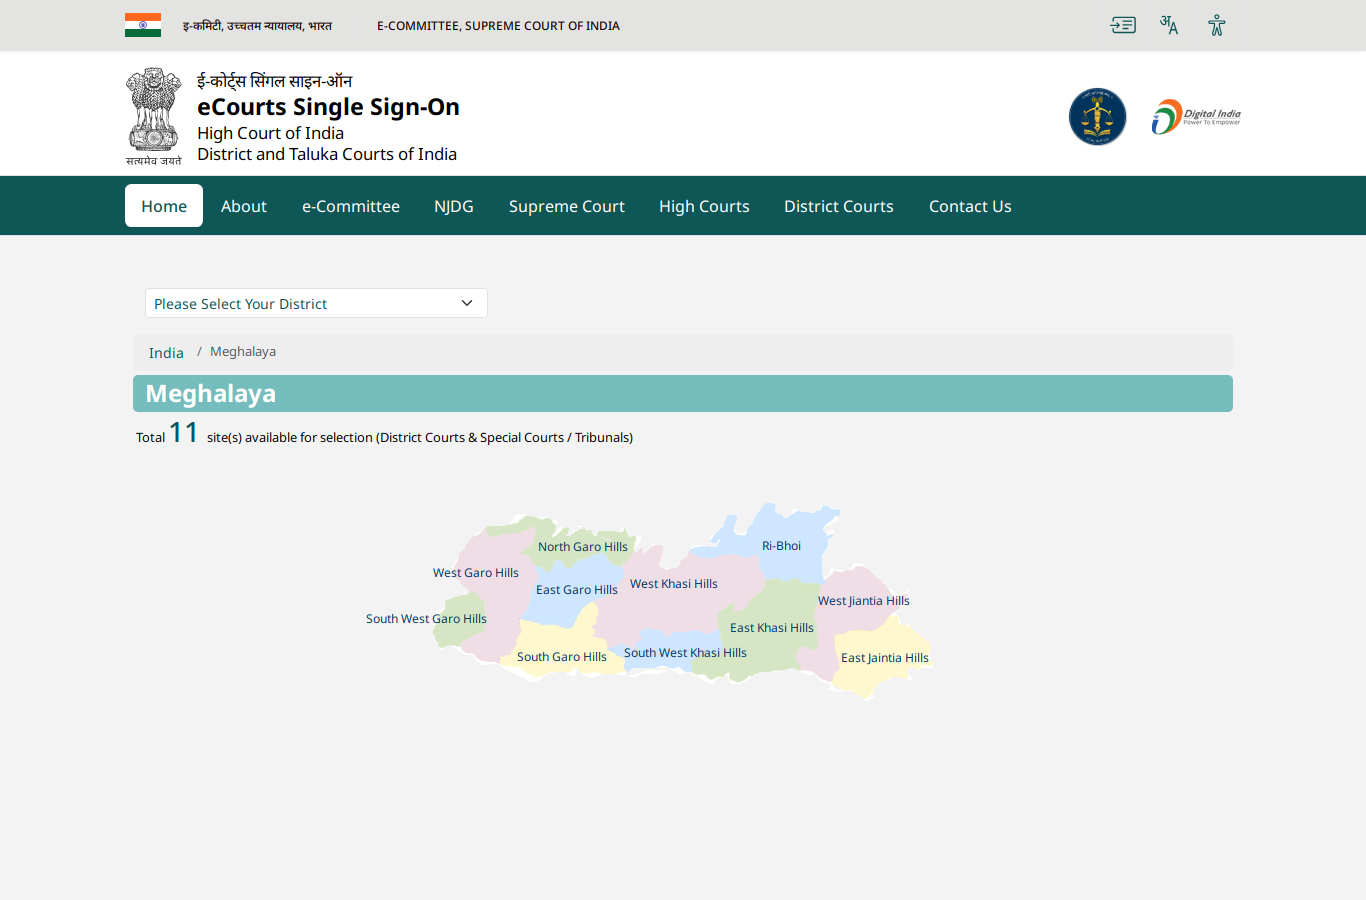 इ-कमिटी, उच्चतम न्यायालय, भारत
E-COMMITTEE, SUPREME COURT OF INDIA
अ
A
ई-कोर्ट्स सिंगल साइन-ऑन
eCourts Single Sign-On
High Court of India
District and Taluka Courts of India
सत्यमेव जयते
Digital India
Power To Empower
Home
About
e-Committee
NJDG
Supreme Court
High Courts
District Courts
Contact Us
Please Select Your District
India / Meghalaya
Meghalaya
Total 11 site(s) available for selection (District Courts & Special Courts / Tribunals)
Ri-Bhoi
North Garo Hills
West Garo Hills
West Khasi Hills
East Garo Hills
West Jiantia Hills
South West Garo Hills
East Khasi Hills
South West Khasi Hills
South Garo Hills
East Jaintia Hills